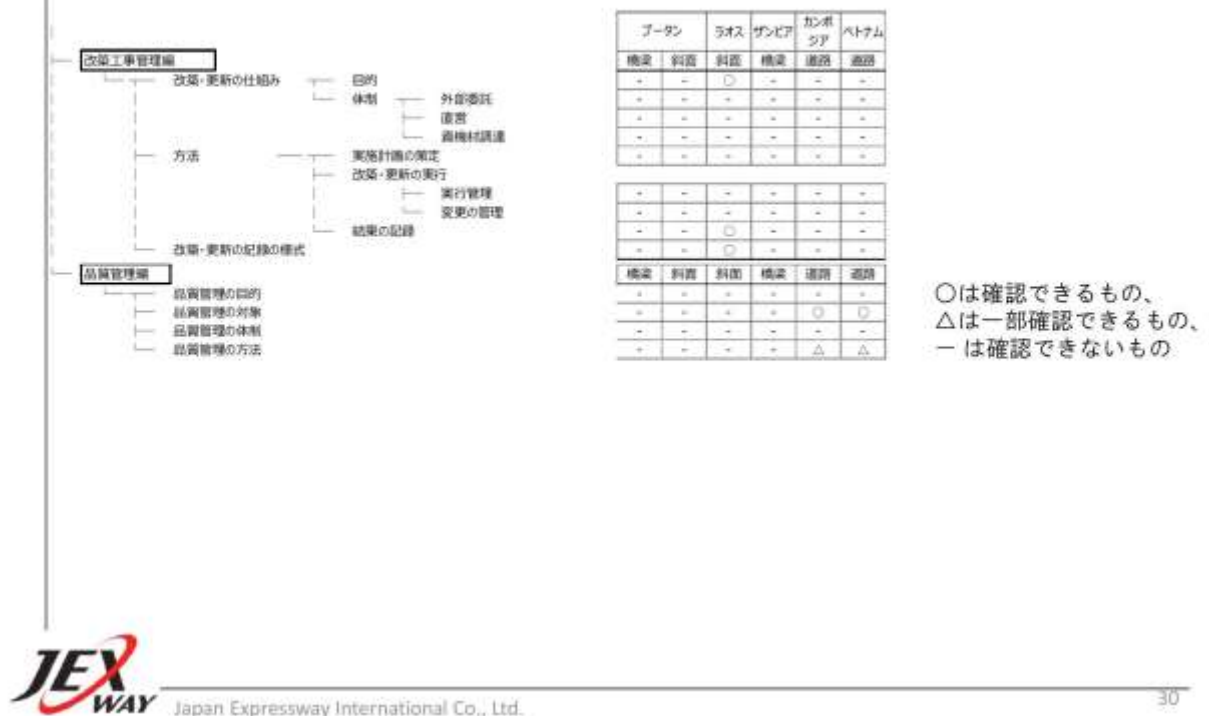 ブータン ラオス ザンビア カンボジア ベトナム
改築工事管理編 橋梁 斜面 斜面 橋梁 道路 道路
改築・更新の仕組み 目的 - - ○ - - -
体制 外部委託 - - - - - -
直営 - - - - - -
資機材調達 - - - - - -
方法 実施計画の策定 - - - - - -
改築・更新の実行
実行管理 - - - - - -
変更の管理 - - - - - -
結果の記録 - - ○ - - -
改築・更新の記録の様式 - - ○ - - -
品質管理編 橋梁 斜面 斜面 橋梁 道路 道路
品質管理の目的 - - - - - -
品質管理の対象 - - - - ○ ○
品質管理の体制 - - - - - -
品質管理の方法 - - - - △ △
○は確認できるもの、
△は一部確認できるもの、
－ は確認できないもの
JEXWAY
Japan Expressway International Co., Ltd.
30